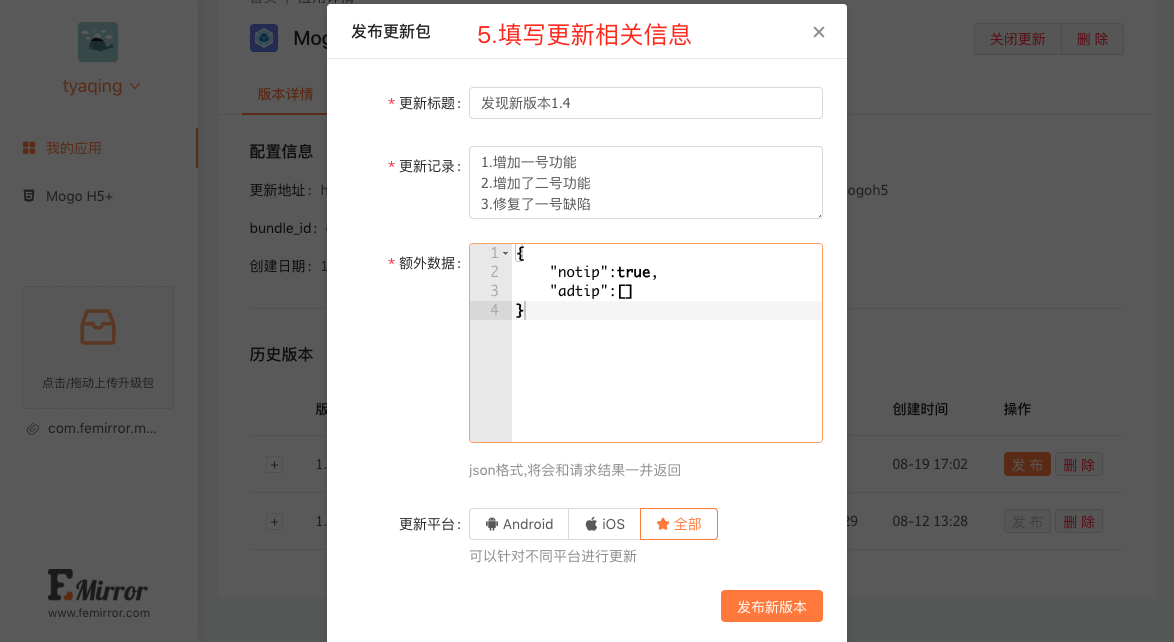 发布更新包
5.填写更新相关信息
tyaqing
Mog
关闭更新
删 除
版本详情
* 更新标题:
发现新版本1.4
我的应用
Mogo H5+
配置信息
更新地址: h
ogoh5
bundle_id:
创建日期: 1
* 更新记录:
1.增加一号功能
2.增加了二号功能
3.修复了一号缺陷
* 额外数据:
1 {
2 "notip":true,
3 "adtip":[]
4 }
点击/拖动上传升级包
com.femirror.m...
历史版本
版
创建时间
操作
json格式,将会和请求结果一并返回
+ 1.
08-19 17:02
发 布
删 除
+ 1.
29
08-12 13:28
发 布
删 除
更新平台:
Android
iOS
全部
可以针对不同平台进行更新
发布新版本
F.Mirror
www.femirror.com